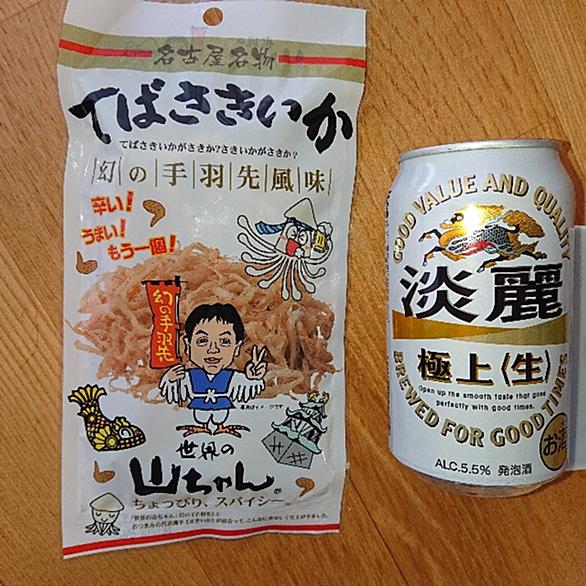 名古屋名物
てばさきいか
てばさきいかがさきか?さきいかがさきか?
幻の手羽先風味
辛い!
うまい!
もう一個!
幻の手羽先
世界の
山ちゃん
®
ちょっぴり、スパイシー
GOOD VALUE AND QUALITY
淡麗
極上〈生〉
Open up the smooth taste that goes
perfectly with good times.
BREWED FOR GOOD TIMES
お酒
ALC.5.5% 発泡酒